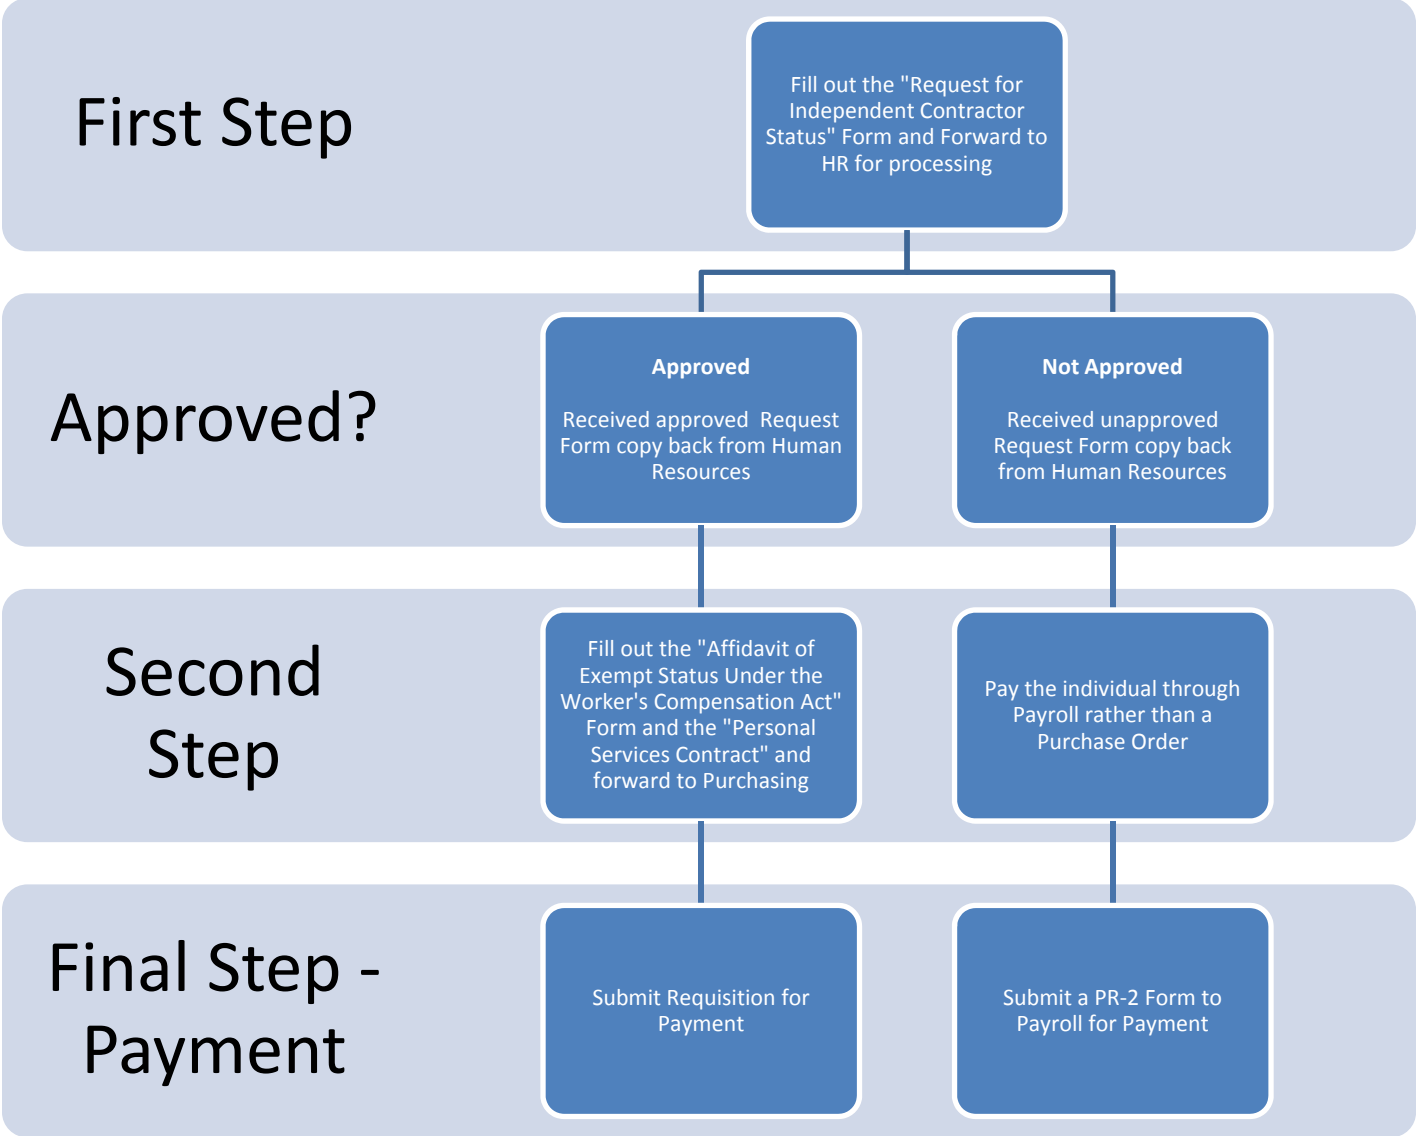 First Step
Fill out the "Request for
Independent Contractor
Status" Form and Forward to
HR for processing
Approved?
Approved
Received approved  Request
Form copy back from Human
Resources
Not Approved
Received unapproved
Request Form copy back
from Human Resources
Second
Step
Fill out the "Affidavit of
Exempt Status Under the
Worker's Compensation Act"
Form and the "Personal
Services Contract" and
forward to Purchasing
Pay the individual through
Payroll rather than a
Purchase Order
Final Step -
Payment
Submit Requisition for
Payment
Submit a PR-2 Form to
Payroll for Payment